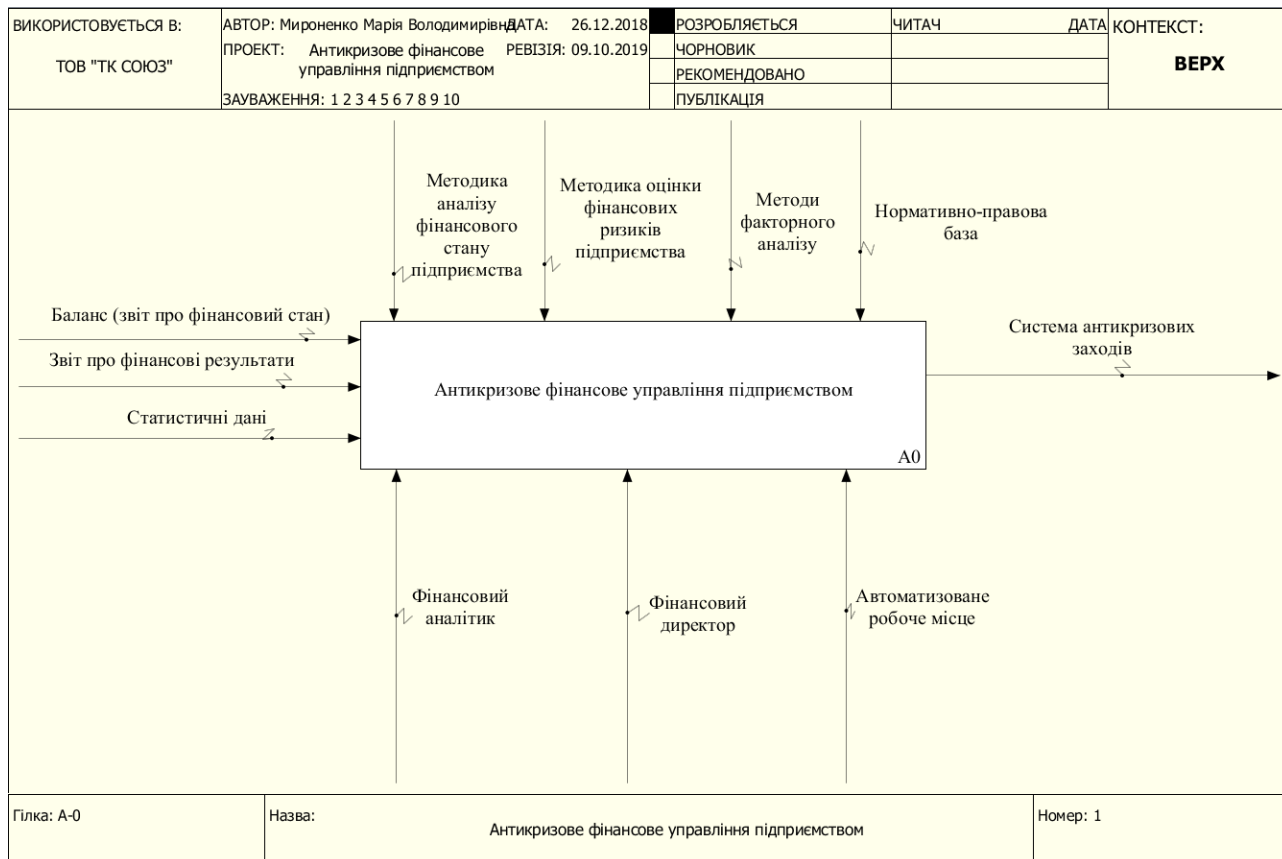 ВИКОРИСТОВУЄТЬСЯ В:
ТОВ "ТК СОЮЗ"
АВТОР: Мироненко Марія Володимирівна
ДАТА: 26.12.2018
ПРОЕКТ: Антикризове фінансове
управління підприємством
РЕВІЗІЯ: 09.10.2019
ЗАУВАЖЕННЯ: 1 2 3 4 5 6 7 8 9 10
РОЗРОБЛЯЄТЬСЯ
ЧОРНОВИК
РЕКОМЕНДОВАНО
ПУБЛІКАЦІЯ
ЧИТАЧ
ДАТА
КОНТЕКСТ:
ВЕРХ
Методика
аналізу
фінансового
стану
підприємства
Методика оцінки
фінансових
ризиків
підприємства
Методи
факторного
аналізу
Нормативно-правова
база
Баланс (звіт про фінансовий стан)
Звіт про фінансові результати
Статистичні дані
Антикризове фінансове управління підприємством
A0
Система антикризових
заходів
Фінансовий
аналітик
Фінансовий
директор
Автоматизоване
робоче місце
Гілка: A-0
Назва:
Антикризове фінансове управління підприємством
Номер: 1